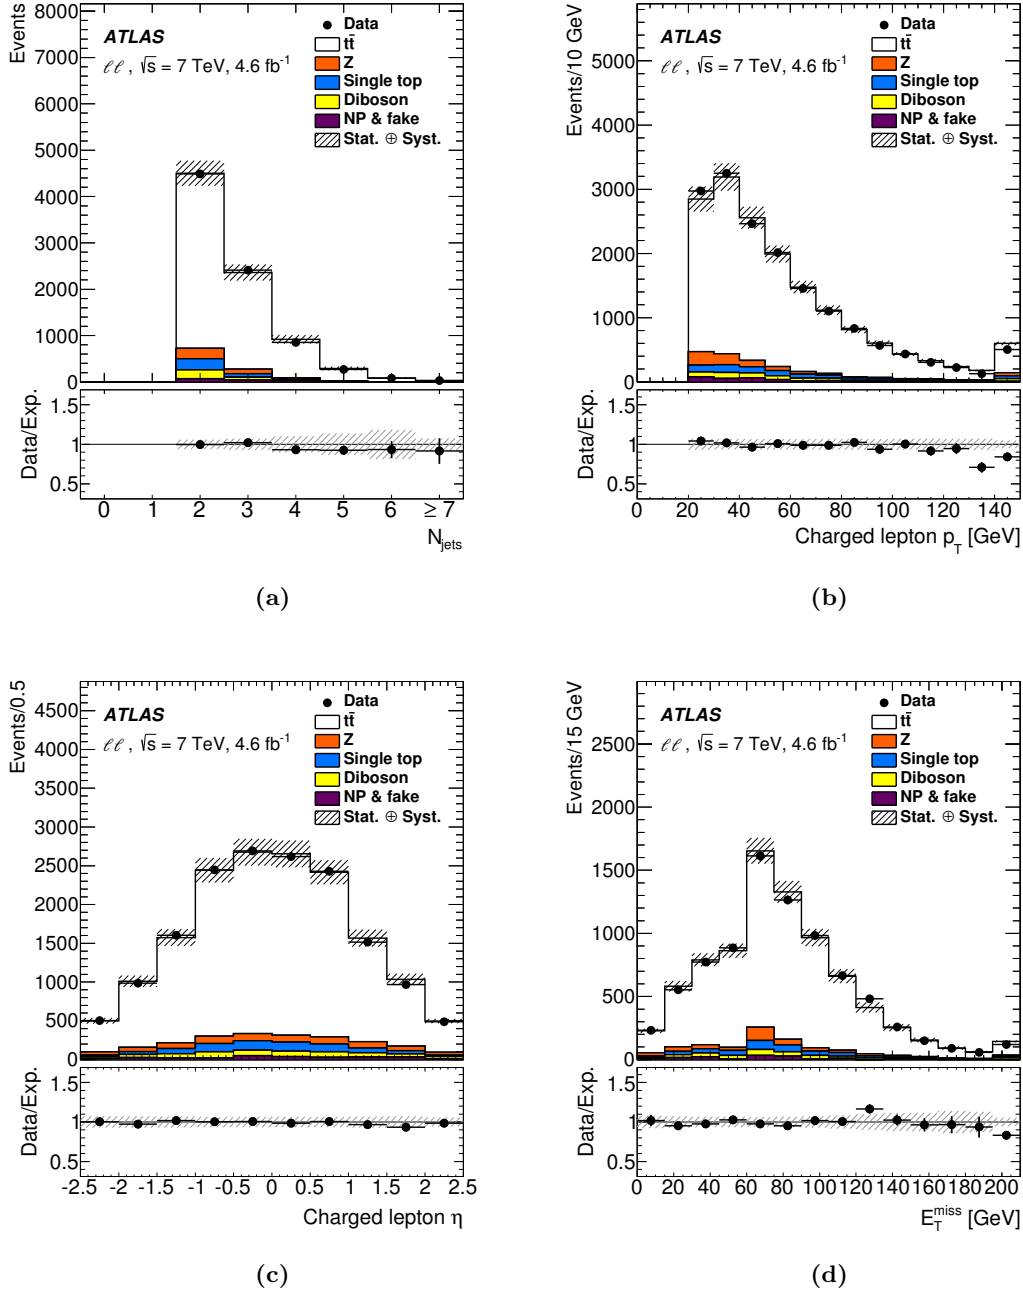 Events
8000
7000
6000
5000
4000
3000
2000
1000
0
ATLAS
ℓℓ , √s = 7 TeV, 4.6 fb⁻¹
Data
tt̄
Z
Single top
Diboson
NP & fake
Stat. ⊕ Syst.
Data/Exp.
1.5
1
0.5
0 1 2 3 4 5 6 ≥ 7
N_jets
(a)
Events/10 GeV
5000
4000
3000
2000
1000
0
ATLAS
ℓℓ , √s = 7 TeV, 4.6 fb⁻¹
Data
tt̄
Z
Single top
Diboson
NP & fake
Stat. ⊕ Syst.
Data/Exp.
1.5
1
0.5
0 20 40 60 80 100 120 140
Charged lepton p_T [GeV]
(b)
Events/0.5
4500
4000
3500
3000
2500
2000
1500
1000
500
0
ATLAS
ℓℓ , √s = 7 TeV, 4.6 fb⁻¹
Data
tt̄
Z
Single top
Diboson
NP & fake
Stat. ⊕ Syst.
Data/Exp.
1.5
1
0.5
-2.5 -2 -1.5 -1 -0.5 0 0.5 1 1.5 2 2.5
Charged lepton η
(c)
Events/15 GeV
2500
2000
1500
1000
500
0
ATLAS
ℓℓ , √s = 7 TeV, 4.6 fb⁻¹
Data
tt̄
Z
Single top
Diboson
NP & fake
Stat. ⊕ Syst.
Data/Exp.
1.5
1
0.5
0 20 40 60 80 100 120 140 160 180 200
E_T^miss [GeV]
(d)